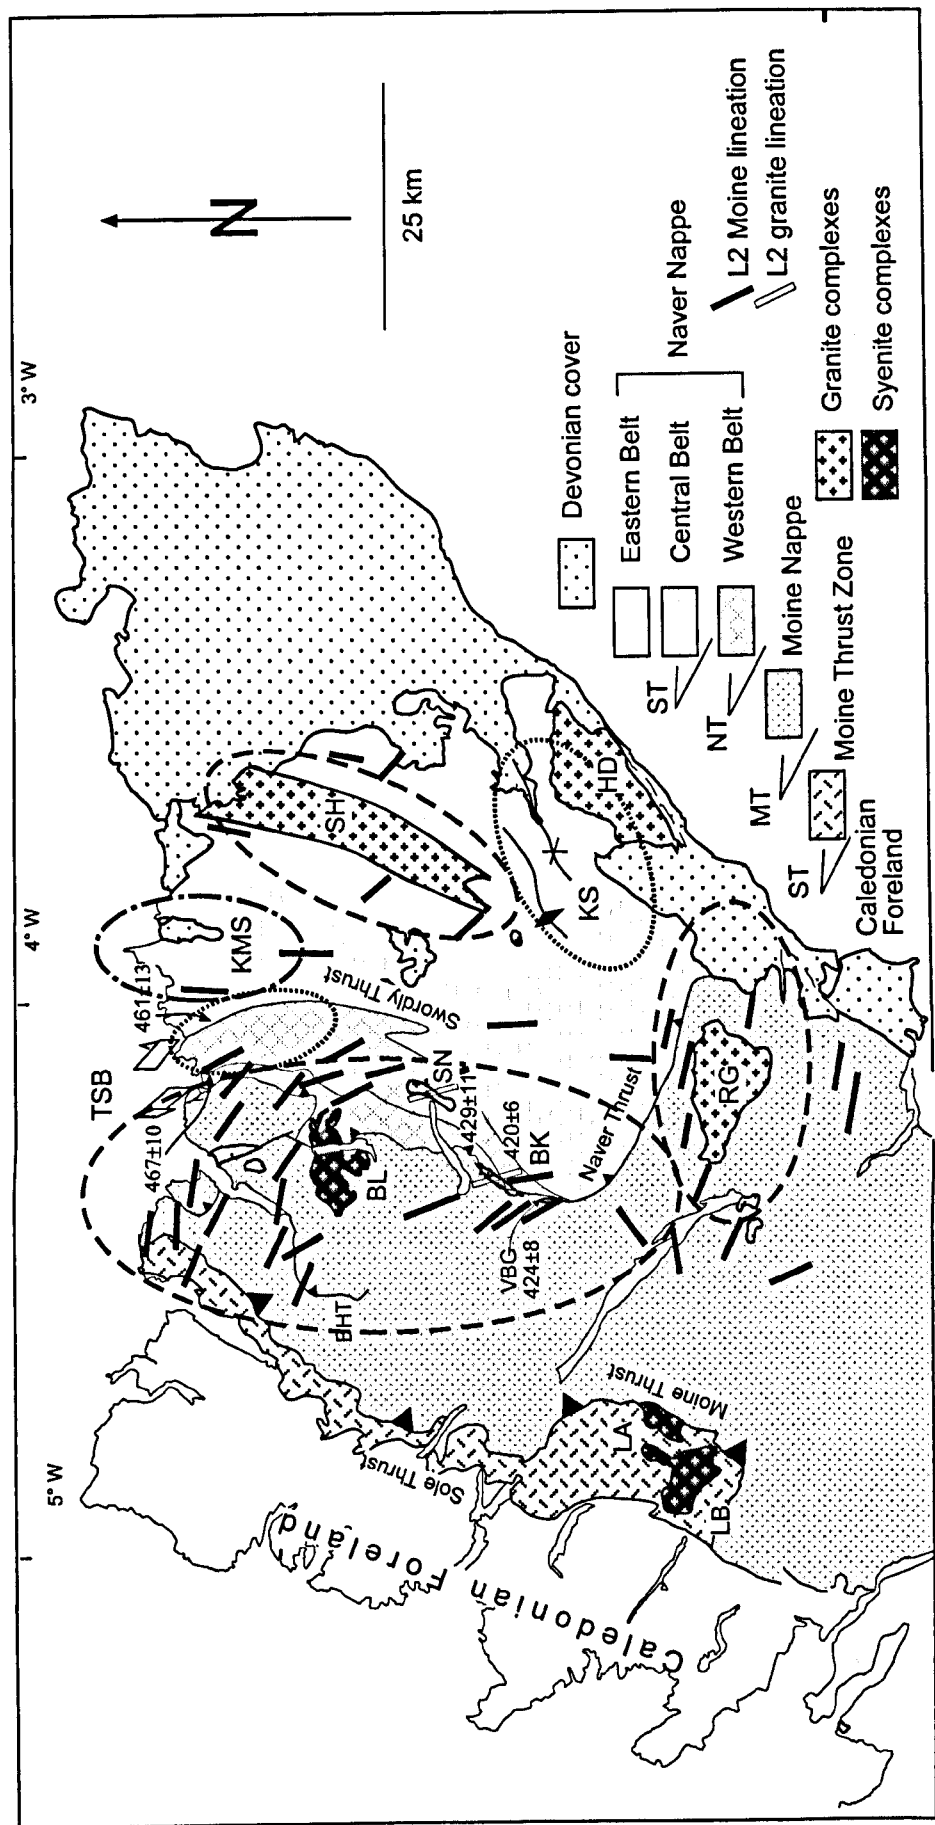 5° W
4° W
3° W
N
25 km
TSB
467±10
461±13
KMS
SH
Swordly Thrust
SN
429±11
420±6
BK
BL
VBG
424±8
BHT
Naver Thrust
KS
HD
RG
Sole Thrust
Moine Thrust
LA
LB
Caledonian Foreland
Devonian cover
Eastern Belt
Central Belt
Western Belt
Naver Nappe
ST
NT
Moine Nappe
MT
Moine Thrust Zone
ST
Caledonian
Foreland
L2 Moine lineation
L2 granite lineation
Granite complexes
Syenite complexes